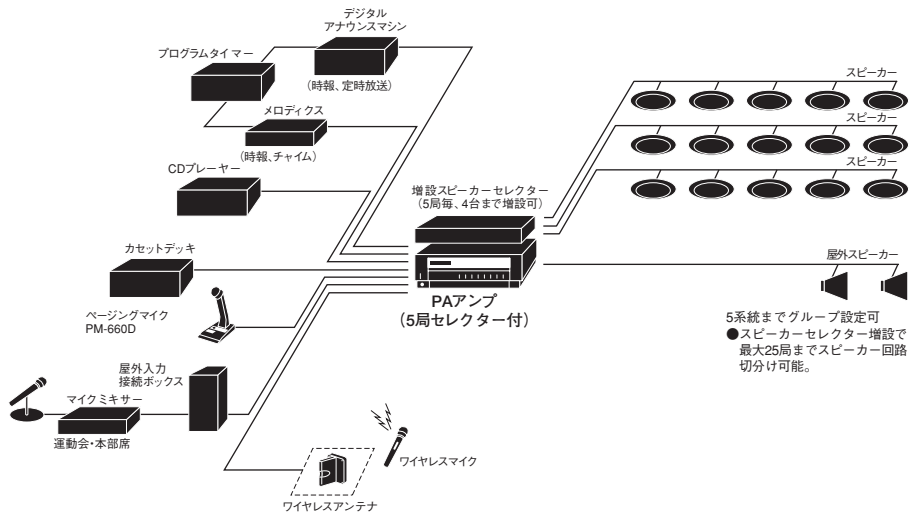 デジタル
アナウンスマシン
プログラムタイマー
(時報、定時放送)
メロディクス
(時報、チャイム)
CDプレーヤー
カセットデッキ
ページングマイク
PM-660D
屋外入力
接続ボックス
マイクミキサー
運動会・本部席
ワイヤレスアンテナ
ワイヤレスマイク
増設スピーカーセレクター
(5局毎、4台まで増設可)
PAアンプ
(5局セレクター付)
スピーカー
スピーカー
スピーカー
屋外スピーカー
5系統までグループ設定可
●スピーカーセレクター増設で
最大25局までスピーカー回路
切分け可能。